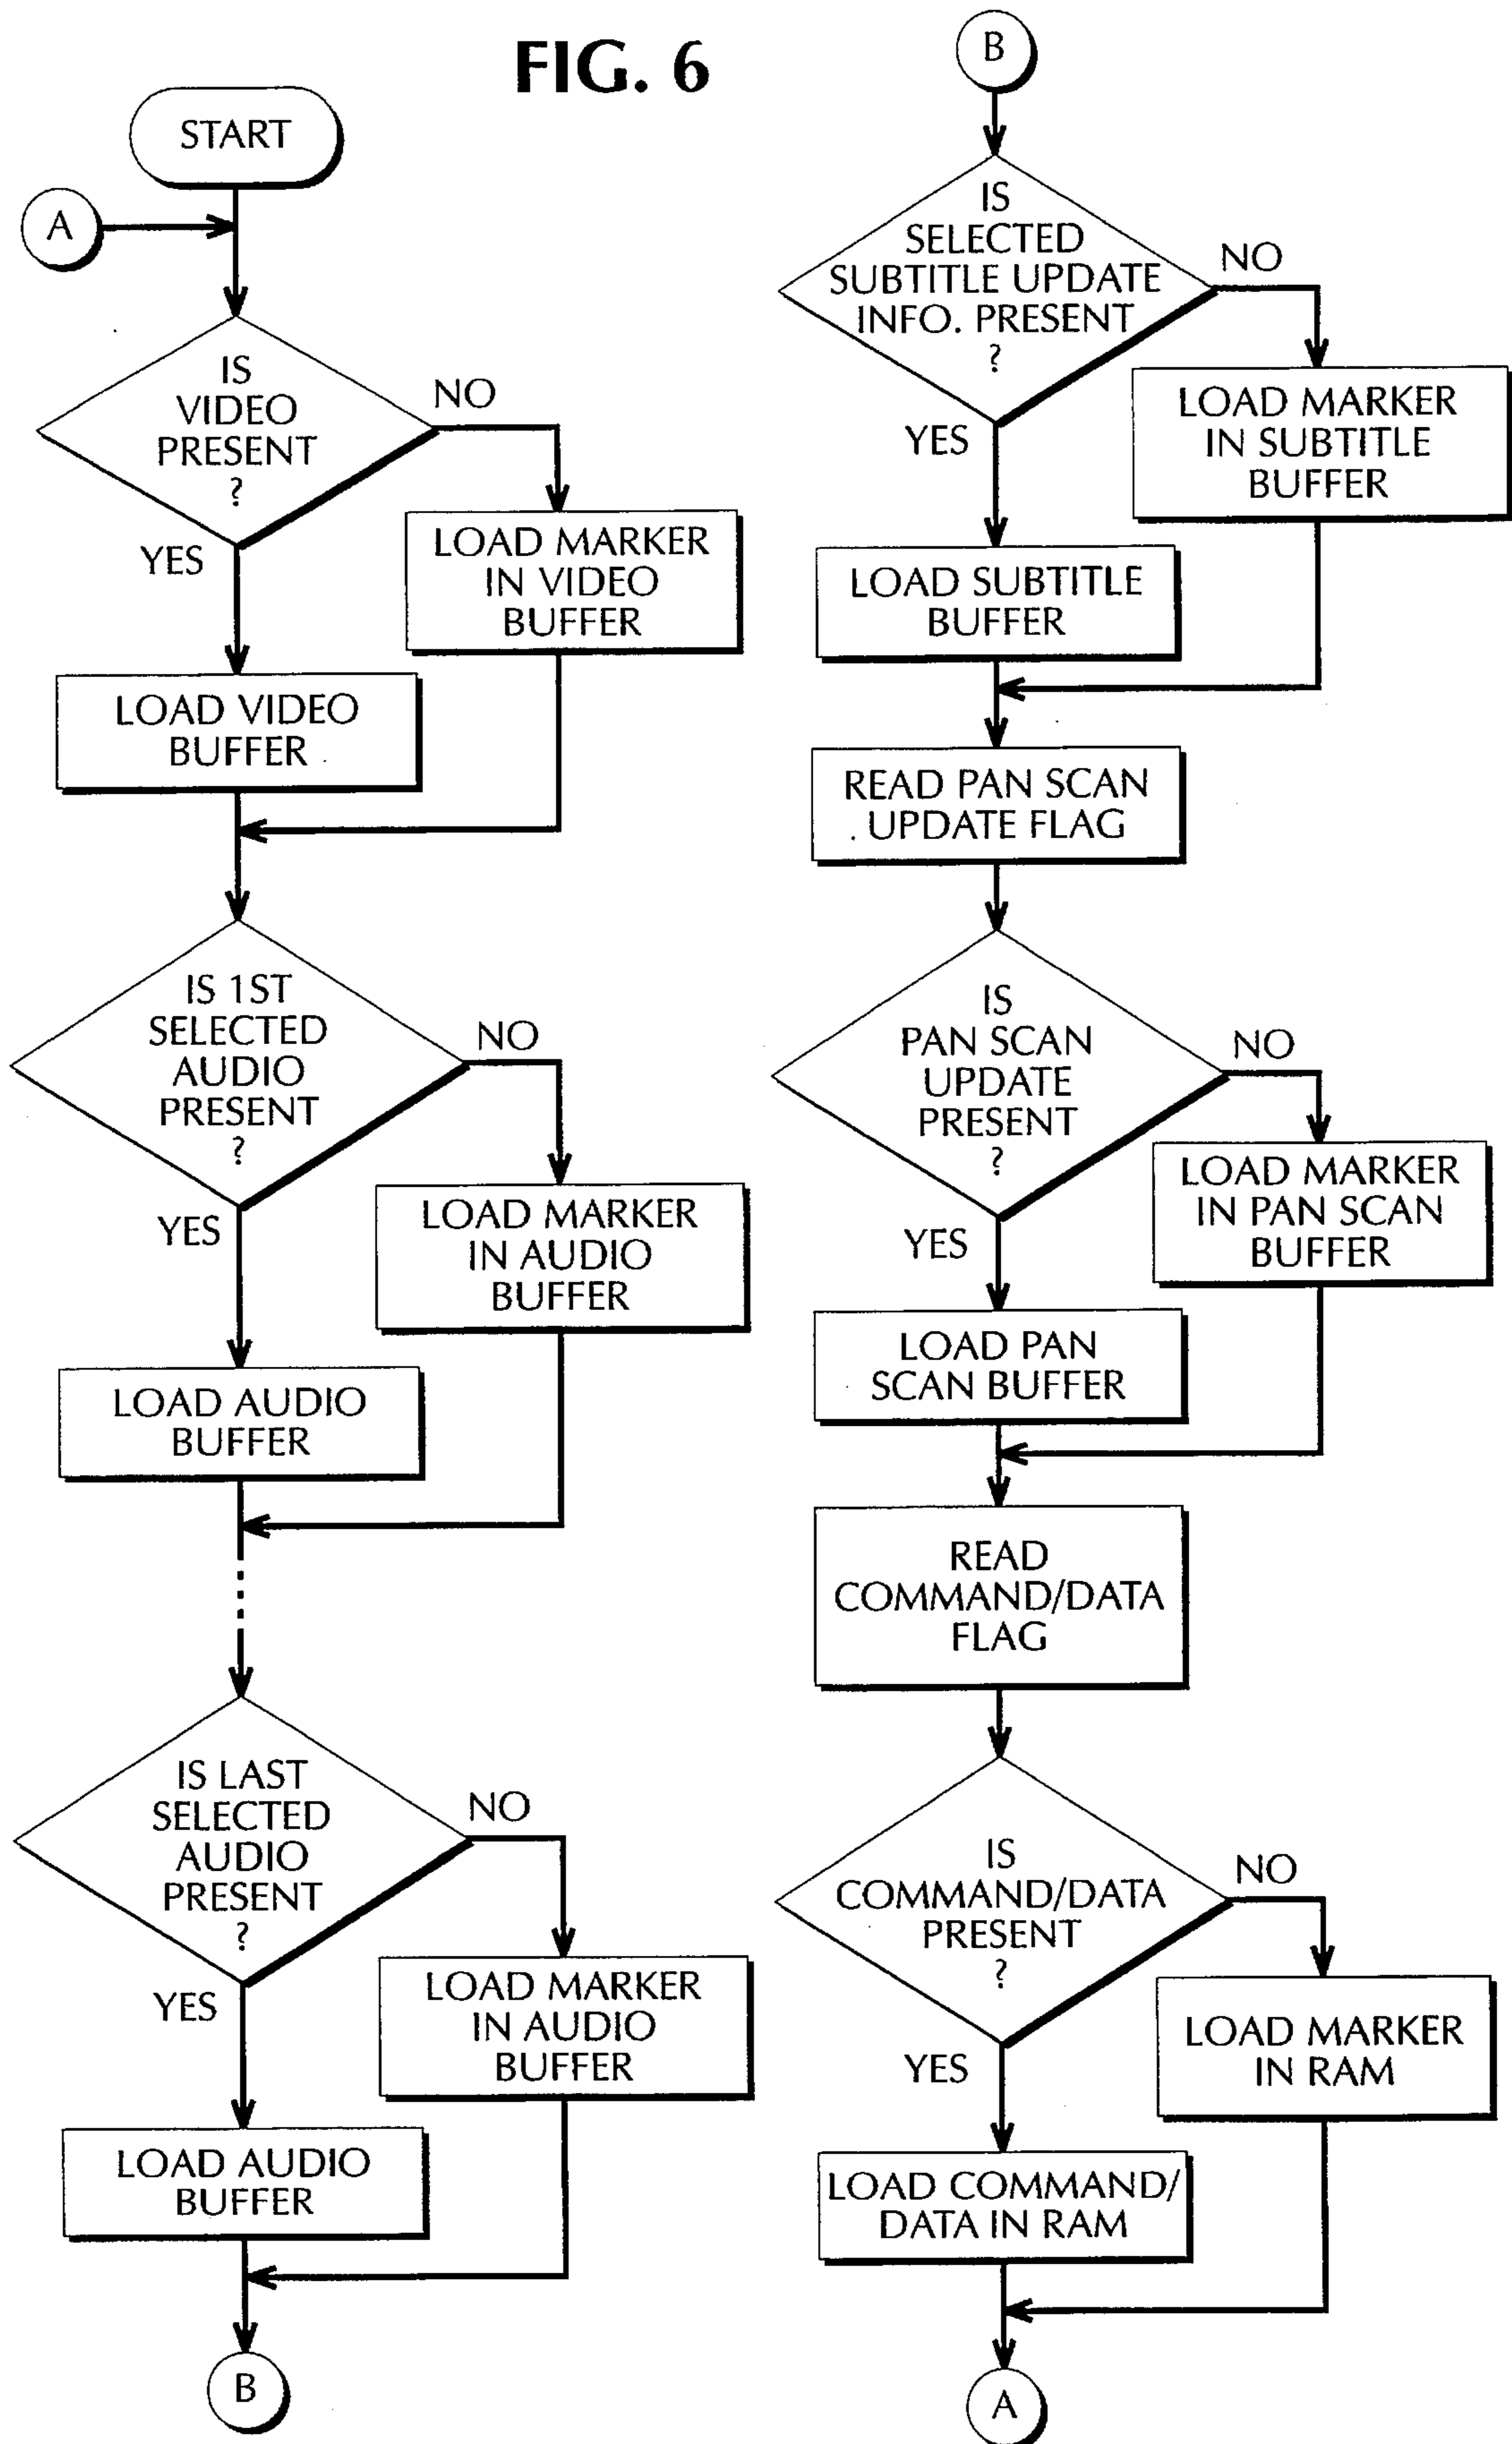 FIG. 6
START
A
IS
VIDEO
PRESENT
?
NO
YES
LOAD MARKER
IN VIDEO
BUFFER
LOAD VIDEO
BUFFER
IS 1ST
SELECTED
AUDIO
PRESENT
?
NO
YES
LOAD MARKER
IN AUDIO
BUFFER
LOAD AUDIO
BUFFER
IS LAST
SELECTED
AUDIO
PRESENT
?
NO
YES
LOAD MARKER
IN AUDIO
BUFFER
LOAD AUDIO
BUFFER
B
B
IS
SELECTED
SUBTITLE UPDATE
INFO. PRESENT
?
NO
YES
LOAD MARKER
IN SUBTITLE
BUFFER
LOAD SUBTITLE
BUFFER
READ PAN SCAN
UPDATE FLAG
IS
PAN SCAN
UPDATE
PRESENT
?
NO
YES
LOAD MARKER
IN PAN SCAN
BUFFER
LOAD PAN
SCAN BUFFER
READ
COMMAND/DATA
FLAG
IS
COMMAND/DATA
PRESENT
?
NO
YES
LOAD MARKER
IN RAM
LOAD COMMAND/
DATA IN RAM
A